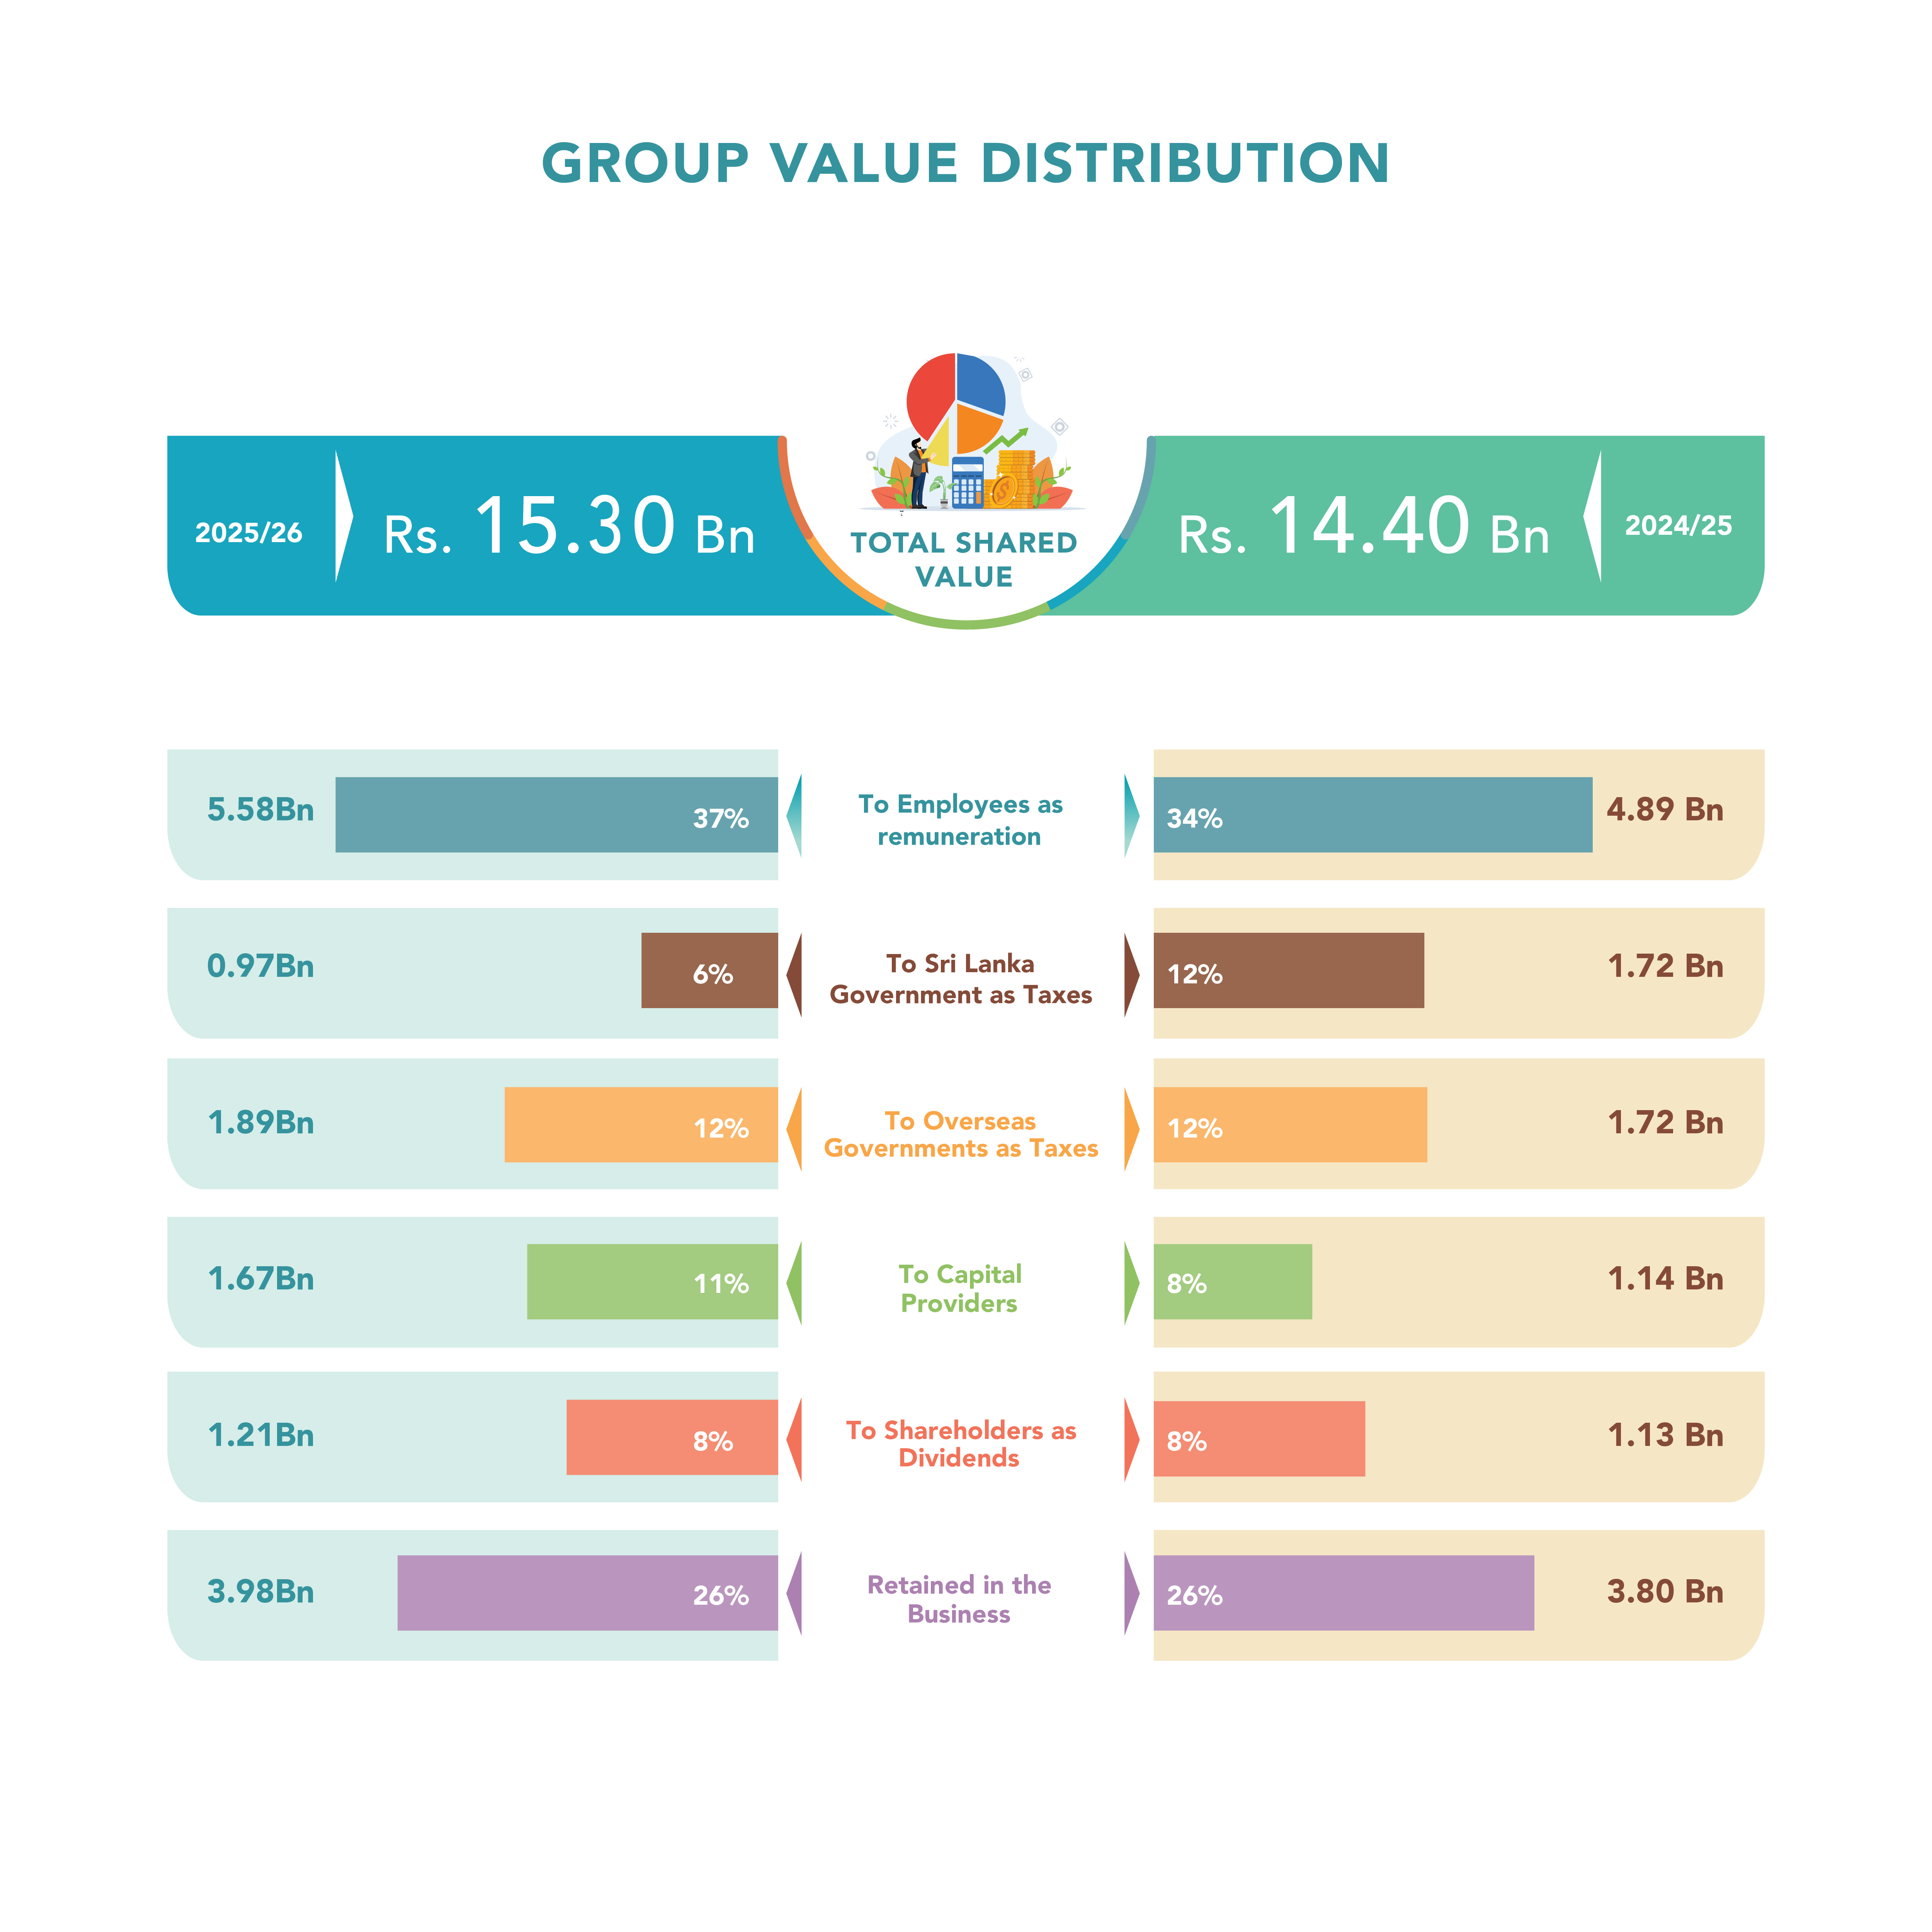 GROUP VALUE DISTRIBUTION
2025/26
Rs. 15.30 Bn
TOTAL SHARED
VALUE
Rs. 14.40 Bn
2024/25
5.58Bn
37%
To Employees as
remuneration
34%
4.89 Bn
0.97Bn
6%
To Sri Lanka
Government as Taxes
12%
1.72 Bn
1.89Bn
12%
To Overseas
Governments as Taxes
12%
1.72 Bn
1.67Bn
11%
To Capital
Providers
8%
1.14 Bn
1.21Bn
8%
To Shareholders as
Dividends
8%
1.13 Bn
3.98Bn
26%
Retained in the
Business
26%
3.80 Bn